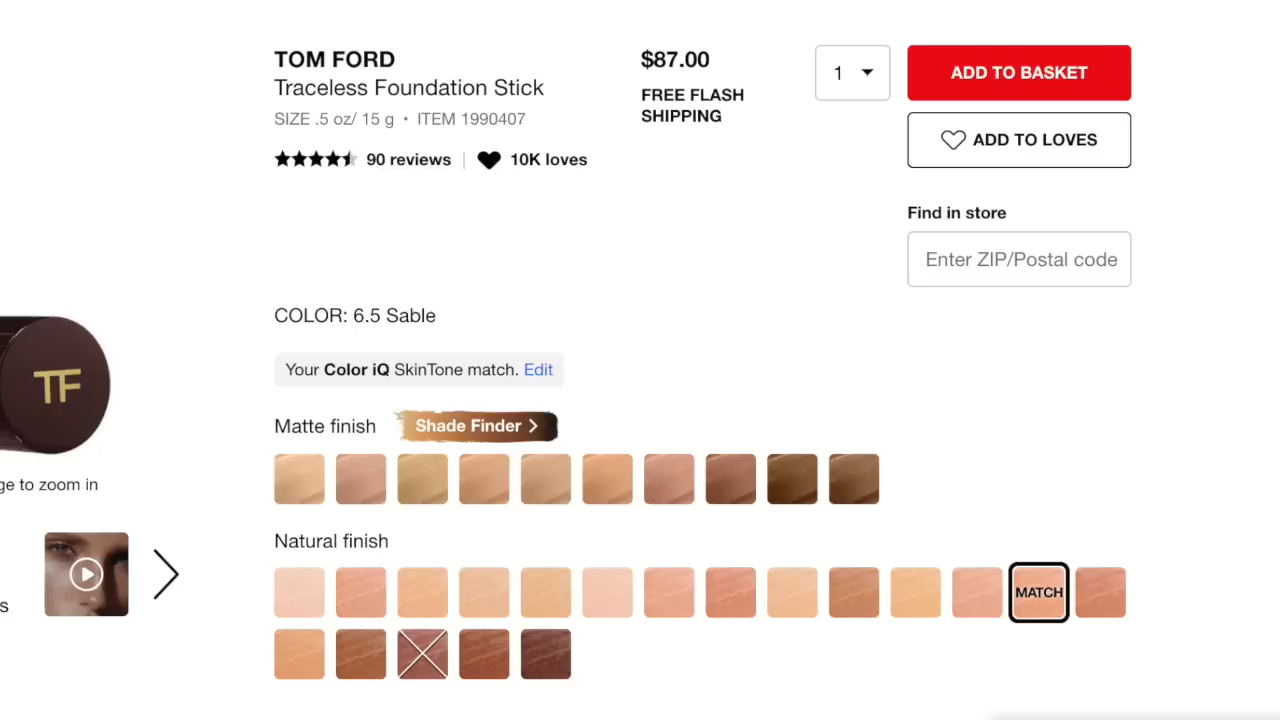 TOM FORD
Traceless Foundation Stick
SIZE .5 oz/ 15 g • ITEM 1990407
90 reviews
10K loves
$87.00
FREE FLASH
SHIPPING
1
ADD TO BASKET
ADD TO LOVES
Find in store
Enter ZIP/Postal code
COLOR: 6.5 Sable
Your Color iQ SkinTone match. Edit
TF
Matte finish
Shade Finder >
ge to zoom in
Natural finish
MATCH
s